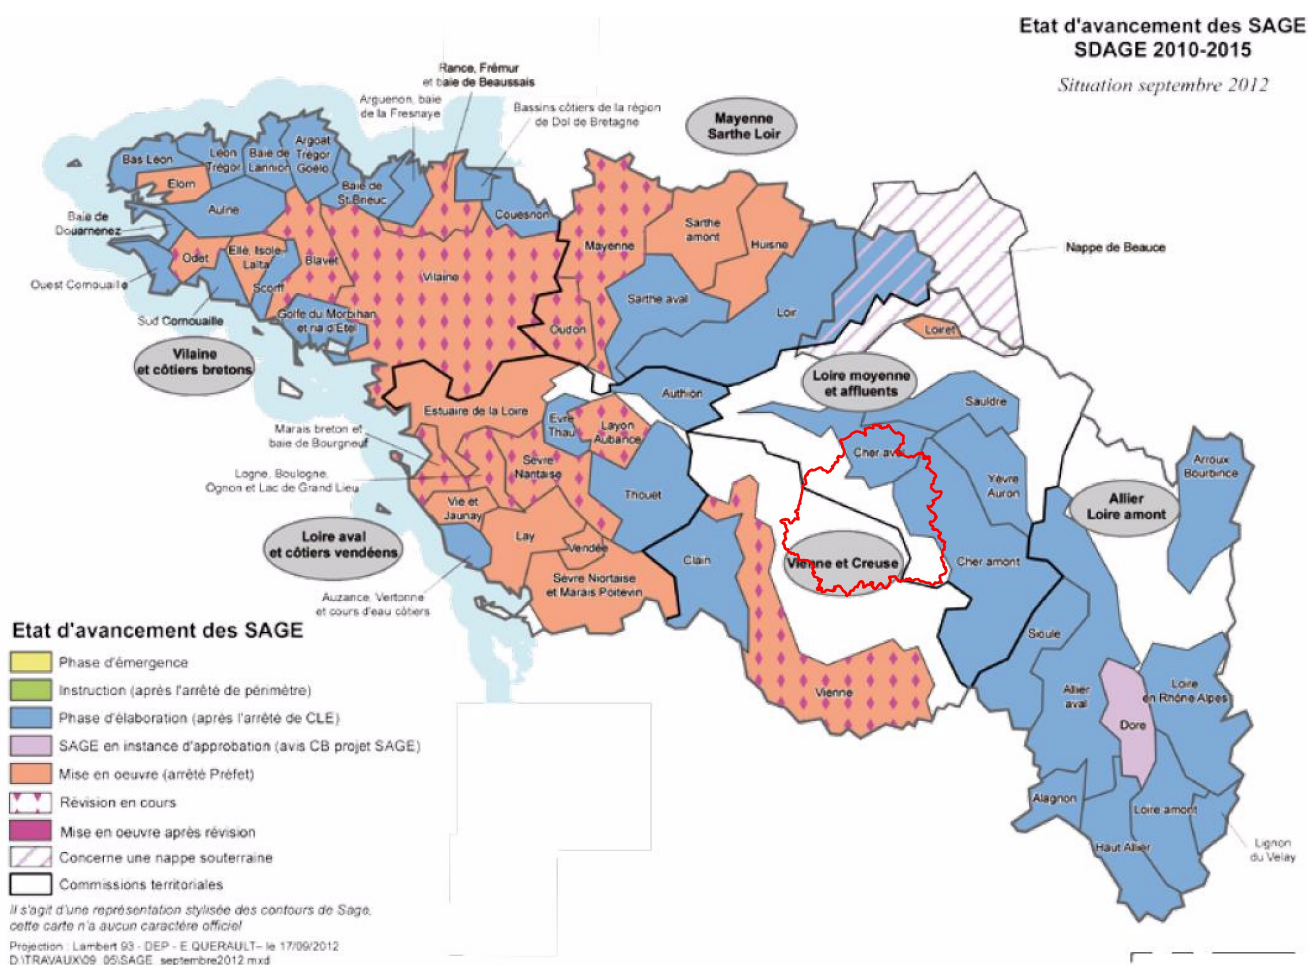 Etat d'avancement des SAGE
SDAGE 2010-2015
Situation septembre 2012
Rance, Frémur
et baie de Beaussais
Arguenon, baie
de la Fresnaye
Bassins côtiers de la région
de Dol de Bretagne
Mayenne
Sarthe Loir
Bas Léon
Léon
Trégor
Baie de
Lannion
Argoat
Trégor
Goëlo
Elorn
Baie de
St Brieuc
Aulne
Couesnon
Baie de
Douarnenez
Mayenne
Sarthe
amont
Huisne
Nappe de Beauce
Odet
Ellé, Isole
Laïta
Blavet
Vilaine
Ouest Cornouaille
Scorff
Sarthe aval
Loir
Sud Cornouaille
Golfe du Morbihan
et ria d'Etel
Oudon
Loiret
Vilaine
et côtiers bretons
Loire moyenne
et affluents
Authion
Sauldre
Estuaire de la Loire
Evre
Thau
Layon
Aubance
Marais breton et
baie de Bourgneuf
Cher aval
Arroux
Bourbince
Logne, Boulogne,
Ognon et Lac de Grand Lieu
Sèvre
Nantaise
Thouet
Yèvre
Auron
Allier
Loire amont
Vie et
Jaunay
Loire aval
et côtiers vendéens
Lay
Vendée
Clain
Vienne et Creuse
Cher amont
Sèvre Niortaise
et Marais Poitevin
Auzance, Vertonne
et cours d'eau côtiers
Sioule
Vienne
Allier
aval
Loire
en Rhône Alpes
Dore
Alagnon
Loire amont
Haut Allier
Lignon
du Velay
Etat d'avancement des SAGE
Phase d'émergence
Instruction (après l'arrêté de périmètre)
Phase d'élaboration (après l'arrêté de CLE)
SAGE en instance d'approbation (avis CB projet SAGE)
Mise en oeuvre (arrêté Préfet)
Révision en cours
Mise en oeuvre après révision
Concerne une nappe souterraine
Commissions territoriales
Il s'agit d'une représentation stylisée des contours de Sage,
cette carte n'a aucun caractère officiel
Projection : Lambert 93 - DEP - E QUERAULT– le 17/09/2012
D:\TRAVAUX\09_05\SAGE_septembre2012.mxd